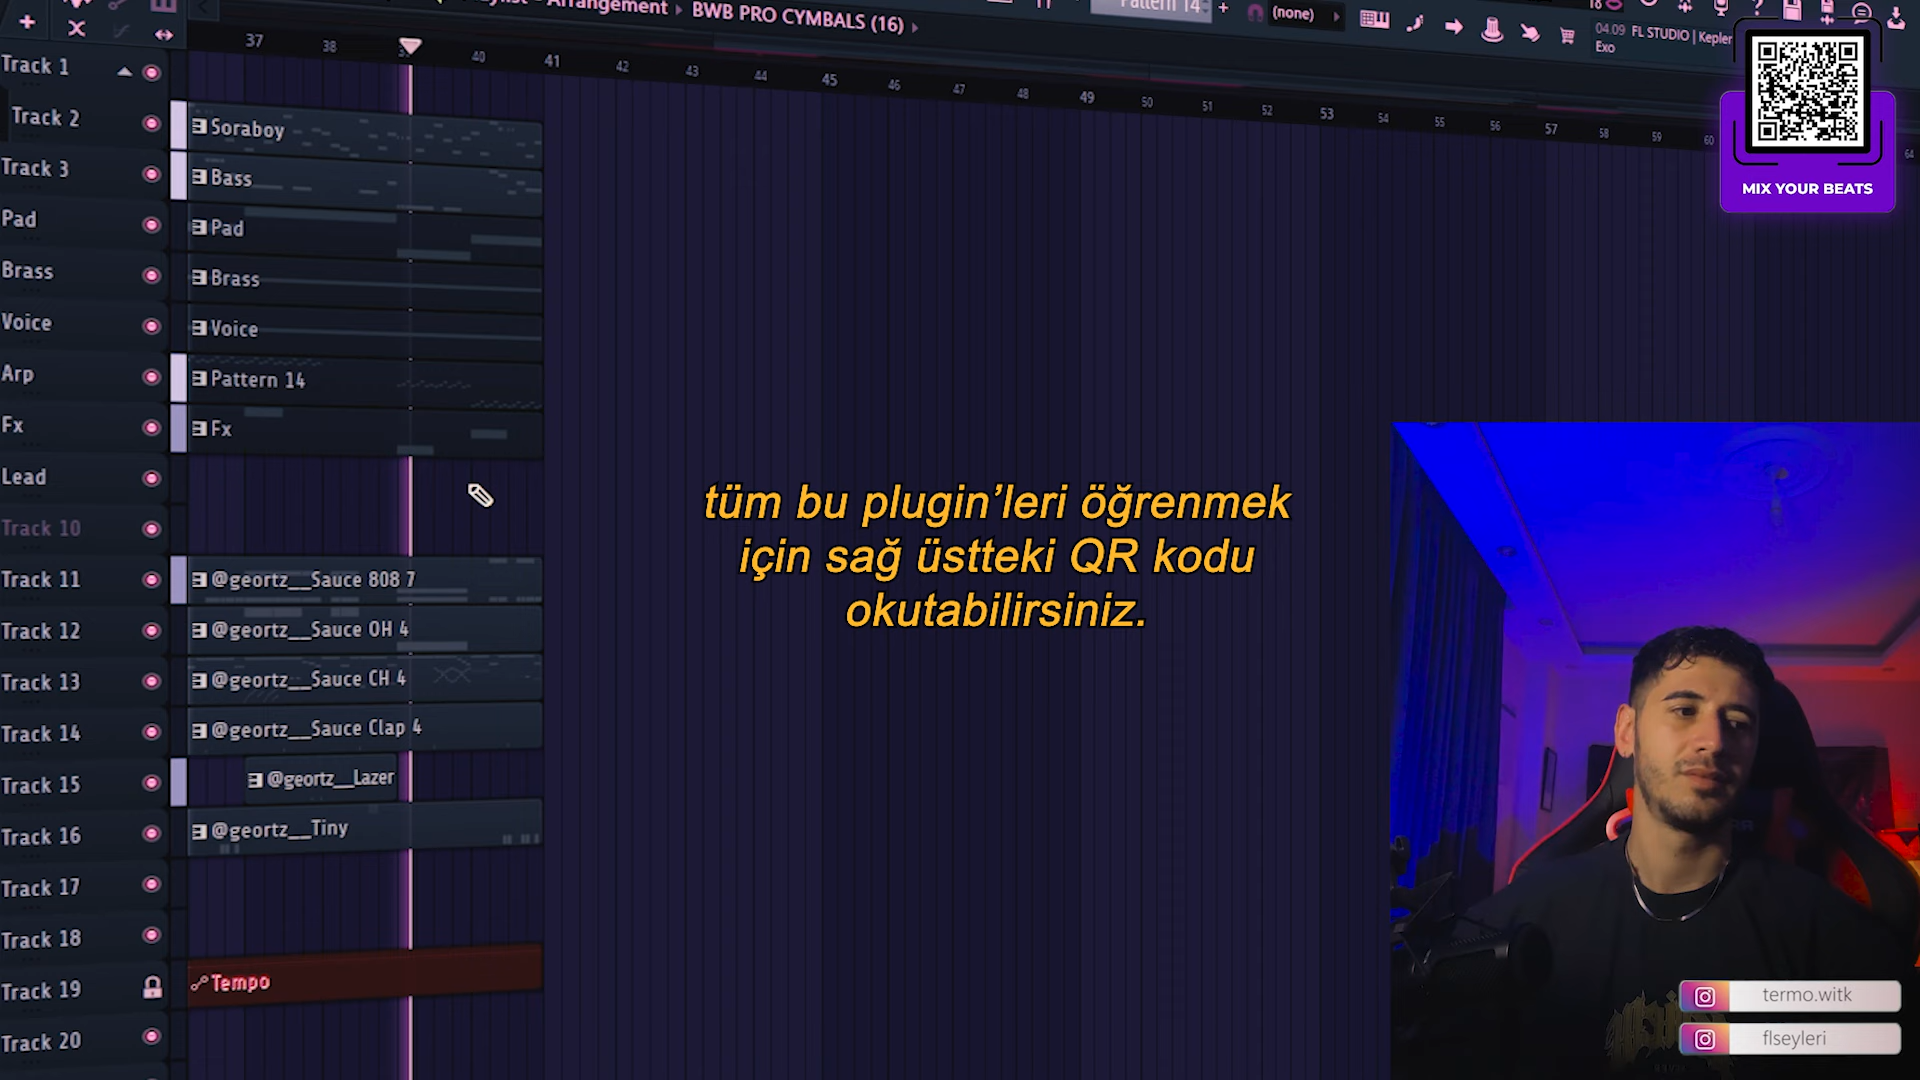 Arrangement
BWB PRO CYMBALS (16)
Pattern 14
(none)
04.09 FL STUDIO | Kepler
Exo
37 38 40 41 42 43 44 45 46 47 48 49 50 51 52 53 54 55 56 57 58 59 60 64
MIX YOUR BEATS
Track 1
Track 2
Soraboy
Track 3
Bass
Pad
Pad
Brass
Brass
Voice
Voice
Arp
Pattern 14
Fx
Fx
Lead
Track 10
Track 11
@geortz__Sauce 808 7
Track 12
@geortz__Sauce OH 4
Track 13
@geortz__Sauce CH 4
Track 14
@geortz__Sauce Clap 4
Track 15
@geortz__Lazer
Track 16
@geortz__Tiny
Track 17
Track 18
Track 19
Tempo
Track 20
tüm bu plugin’leri öğrenmek
için sağ üstteki QR kodu
okutabilirsiniz.
termo.witk
flseyleri